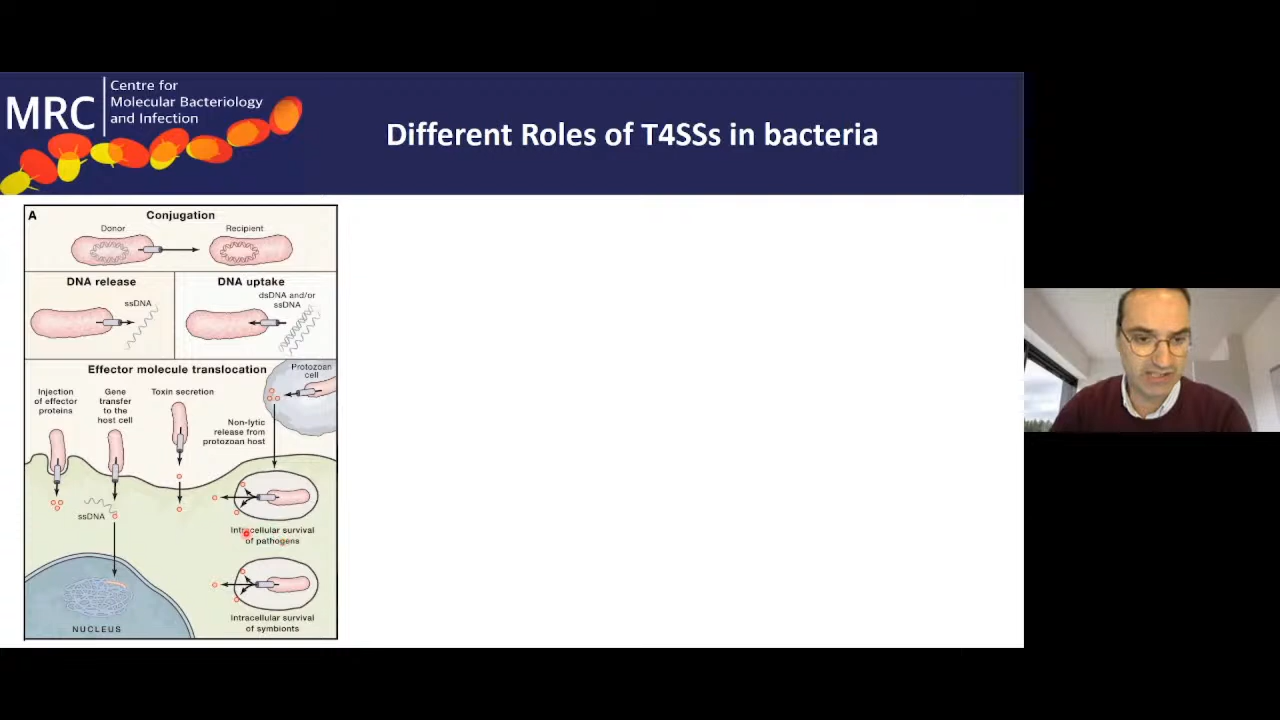 MRC
Centre for
Molecular Bacteriology
and Infection
Different Roles of T4SSs in bacteria
A
Conjugation
Donor
Recipient
DNA release
ssDNA
DNA uptake
dsDNA and/or
ssDNA
Effector molecule translocation
Protozoan
cell
Injection
of effector
proteins
Gene
transfer
to the
host cell
Toxin secretion
Non-lytic
release from
protozoan host
ssDNA
Intracellular survival
of pathogens
Intracellular survival
of symbionts
NUCLEUS